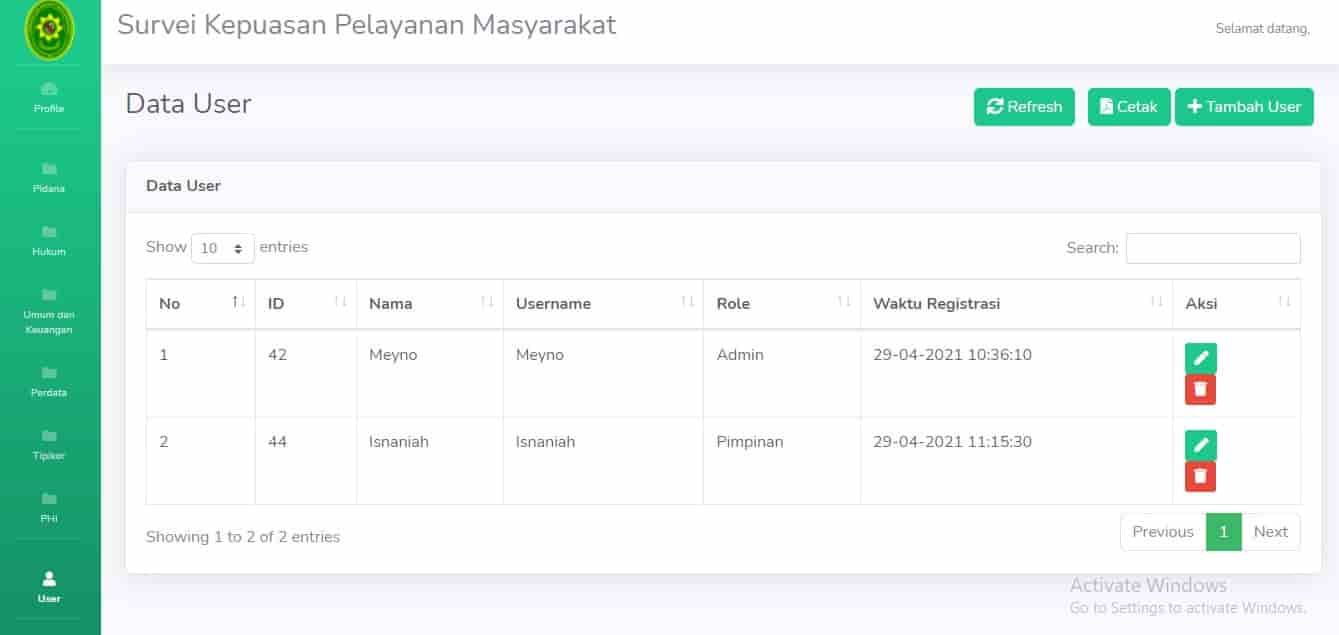 Survei Kepuasan Pelayanan Masyarakat
Selamat datang,
Profile
Pidana
Hukum
Umum dan
Keuangan
Perdata
Tipikor
PHI
User
Data User
Refresh
Cetak
Tambah User
Data User
Show 10 entries
Search:
No ID Nama Username Role Waktu Registrasi Aksi
1 42 Meyno Meyno Admin 29-04-2021 10:36:10
2 44 Isnaniah Isnaniah Pimpinan 29-04-2021 11:15:30
Showing 1 to 2 of 2 entries
Previous 1 Next
Activate Windows
Go to Settings to activate Windows.